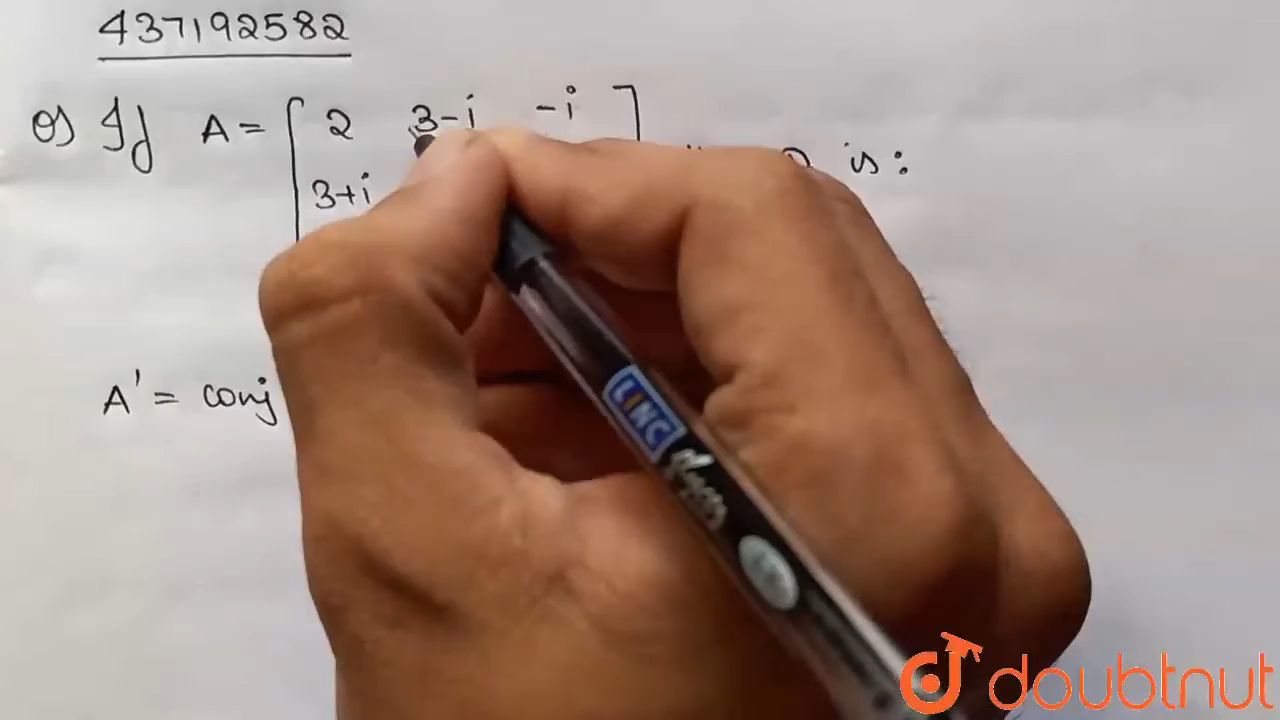 437192582
Q) If A = [ 2 3-i -i ] is:
3+i
A' = conj
LINC
doubtnut